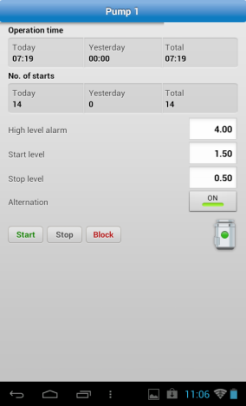 Pump 1
Operation time
Today Yesterday Total
07:19 00:00 07:19
No. of starts
Today Yesterday Total
14 0 14
High level alarm 4.00
Start level 1.50
Stop level 0.50
Alternation ON
Start Stop Block
11:06